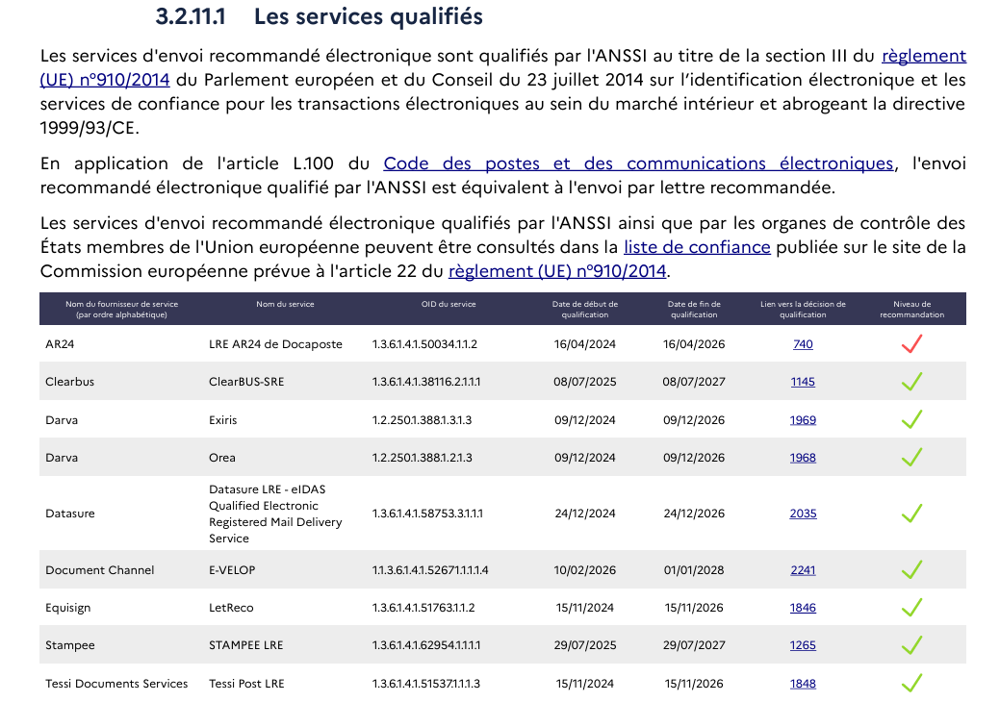 3.2.11.1 Les services qualifiés
Les services d'envoi recommandé électronique sont qualifiés par l'ANSSI au titre de la section III du règlement
(UE) n°910/2014 du Parlement européen et du Conseil du 23 juillet 2014 sur l’identification électronique et les
services de confiance pour les transactions électroniques au sein du marché intérieur et abrogeant la directive
1999/93/CE.
En application de l'article L.100 du Code des postes et des communications électroniques, l'envoi
recommandé électronique qualifié par l'ANSSI est équivalent à l'envoi par lettre recommandée.
Les services d'envoi recommandé électronique qualifiés par l'ANSSI ainsi que par les organes de contrôle des
États membres de l'Union européenne peuvent être consultés dans la liste de confiance publiée sur le site de la
Commission européenne prévue à l'article 22 du règlement (UE) n°910/2014.
Nom du fournisseur de service (par ordre alphabétique) Nom du service OID du service Date de début de qualification Date de fin de qualification Lien vers la décision de qualification Niveau de recommandation
AR24 LRE AR24 de Docaposte 1.3.6.1.4.1.50034.1.1.2 16/04/2024 16/04/2026 740
Clearbus ClearBUS-SRE 1.3.6.1.4.1.38116.2.1.1.1 08/07/2025 08/07/2027 1145
Darva Exiris 1.2.250.1.388.1.3.1.3 09/12/2024 09/12/2026 1969
Darva Orea 1.2.250.1.388.1.2.1.3 09/12/2024 09/12/2026 1968
Datasure Datasure LRE - eIDAS Qualified Electronic Registered Mail Delivery Service 1.3.6.1.4.1.58753.3.1.1.1 24/12/2024 24/12/2026 2035
Document Channel E-VELOP 1.1.3.6.1.4.1.52671.1.1.1.4 10/02/2026 01/01/2028 2241
Equisign LetReco 1.3.6.1.4.1.51763.1.1.2 15/11/2024 15/11/2026 1846
Stampee STAMPEE LRE 1.3.6.1.4.1.62954.1.1.1.1 29/07/2025 29/07/2027 1265
Tessi Documents Services Tessi Post LRE 1.3.6.1.4.1.51537.1.1.1.3 15/11/2024 15/11/2026 1848